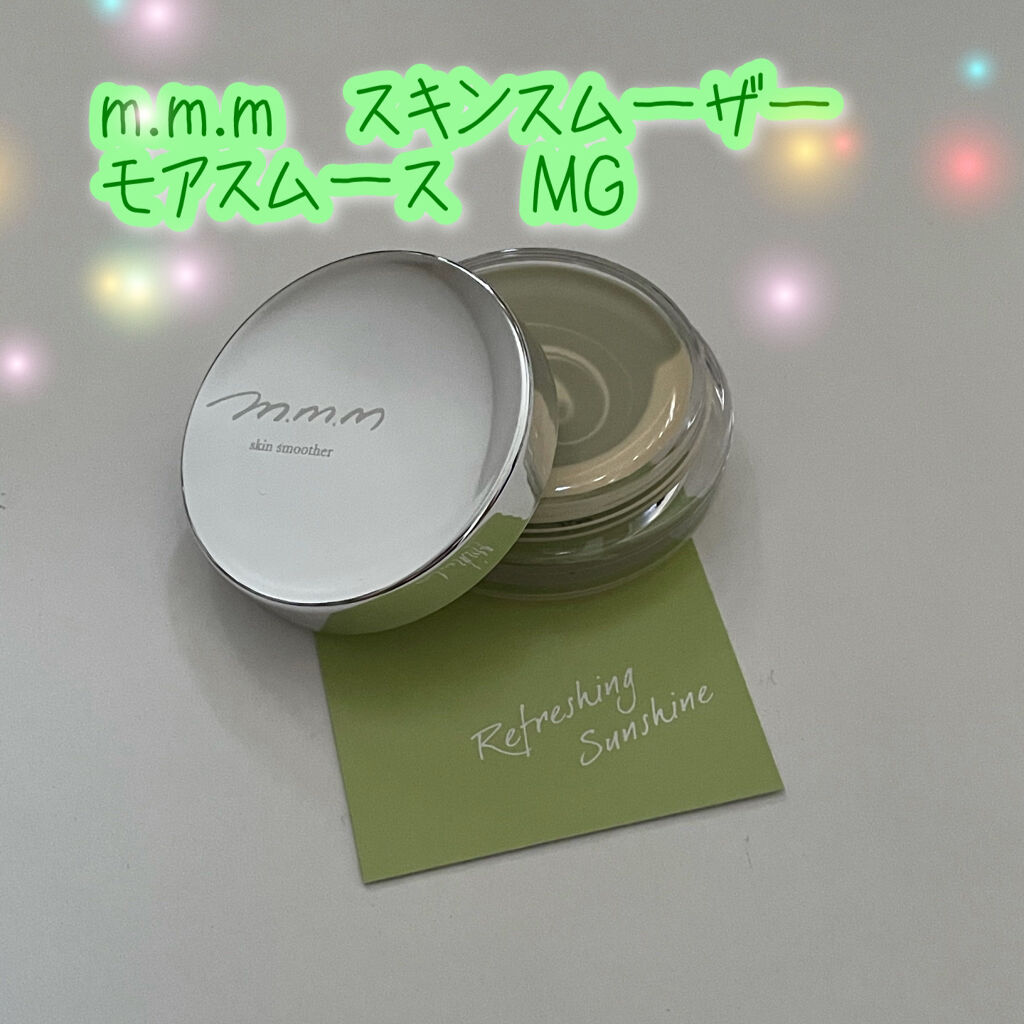 m.m.m　スキンスムーザー
モアスムース　MG
m.m.m
skin smoother
Refreshing
Sunshine